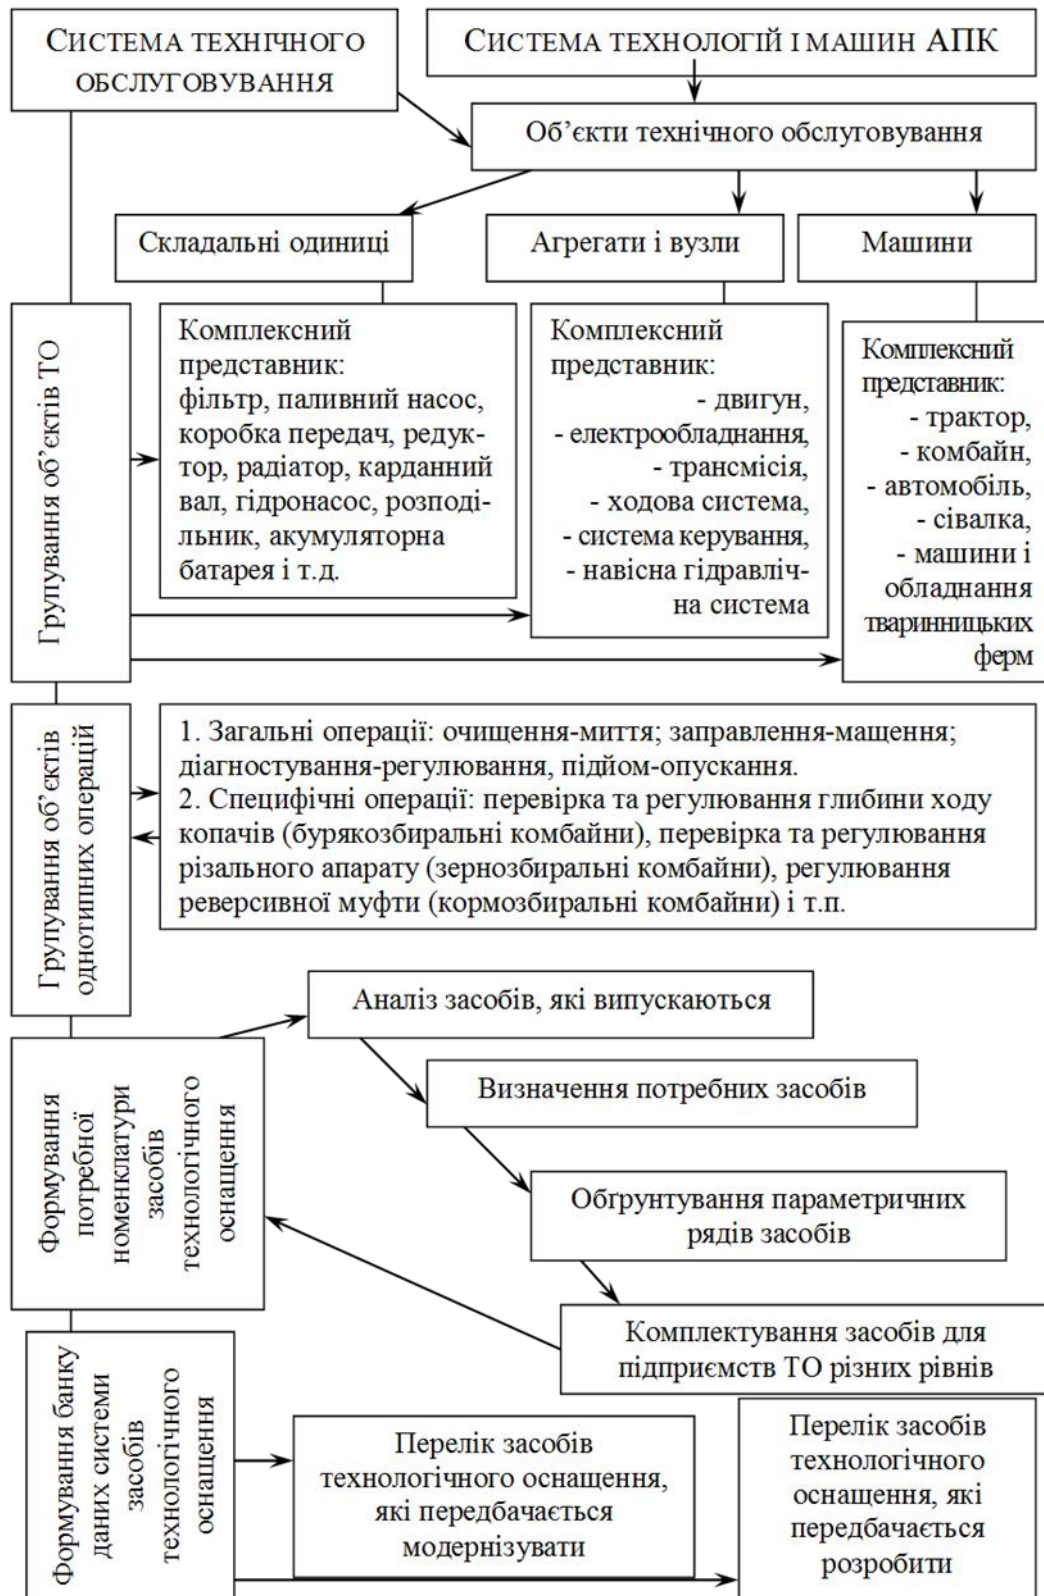 СИСТЕМА ТЕХНІЧНОГО
ОБСЛУГОВУВАННЯ
СИСТЕМА ТЕХНОЛОГІЙ І МАШИН АПК
Об’єкти технічного обслуговування
Складальні одиниці
Агрегати і вузли
Машини
Групування об’єктів ТО
Комплексний
представник:
фільтр, паливний насос,
коробка передач, редук-
тор, радіатор, карданний
вал, гідронасос, розподі-
льник, акумуляторна
батарея і т.д.
Комплексний
представник:
- двигун,
- електрообладнання,
- трансмісія,
- ходова система,
- система керування,
- навісна гідравліч-
на система
Комплексний
представник:
- трактор,
- комбайн,
- автомобіль,
- сівалка,
- машини і
обладнання
тваринницьких
ферм
Групування об’єктів
однотипних операцій
1. Загальні операції: очищення-миття; заправлення-мащення;
діагностування-регулювання, підйом-опускання.
2. Специфічні операції: перевірка та регулювання глибини ходу
копачів (бурякозбиральні комбайни), перевірка та регулювання
різального апарату (зернозбиральні комбайни), регулювання
реверсивної муфти (кормозбиральні комбайни) і т.п.
Формування
потребної
номенклатури
засобів
технологічного
оснащення
Аналіз засобів, які випускаються
Визначення потребних засобів
Обґрунтування параметричних
рядів засобів
Комплектування засобів для
підприємств ТО різних рівнів
Формування банку
даних системи
засобів
технологічного
оснащення
Перелік засобів
технологічного оснащення,
які передбачається
модернізувати
Перелік засобів
технологічного
оснащення, які
передбачається
розробити